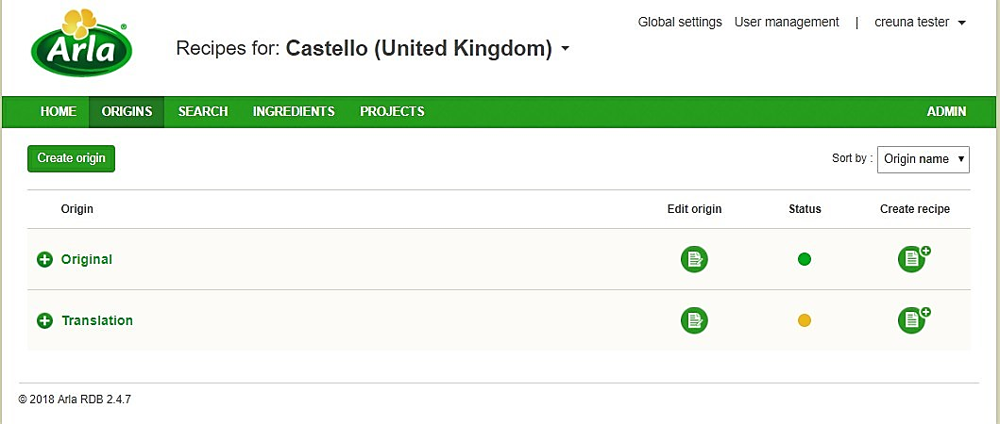 Arla®
Recipes for: Castello (United Kingdom)
Global settings User management | creuna tester
HOME ORIGINS SEARCH INGREDIENTS PROJECTS ADMIN
Create origin Sort by : Origin name
Origin Edit origin Status Create recipe
Original
Translation
© 2018 Arla RDB 2.4.7